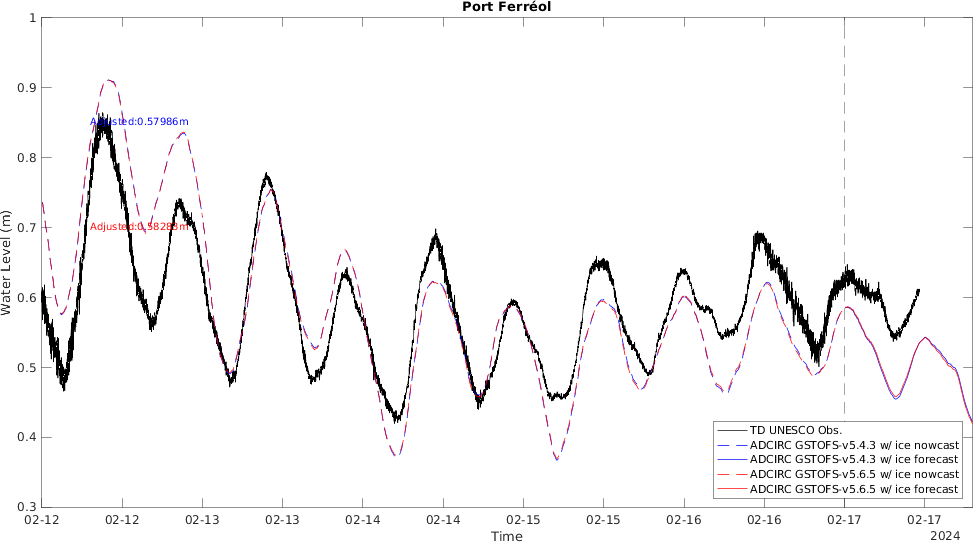 Port Ferréol
1
0.9
0.8
0.7
0.6
0.5
0.4
0.3
Water Level (m)
Adjusted:0.57986m
Adjusted:0.58283m
TD UNESCO Obs.
ADCIRC GSTOFS-v5.4.3 w/ ice nowcast
ADCIRC GSTOFS-v5.4.3 w/ ice forecast
ADCIRC GSTOFS-v5.6.5 w/ ice nowcast
ADCIRC GSTOFS-v5.6.5 w/ ice forecast
02-12 02-12 02-13 02-13 02-14 02-14 02-15 02-15 02-16 02-16 02-17 02-17
Time
2024